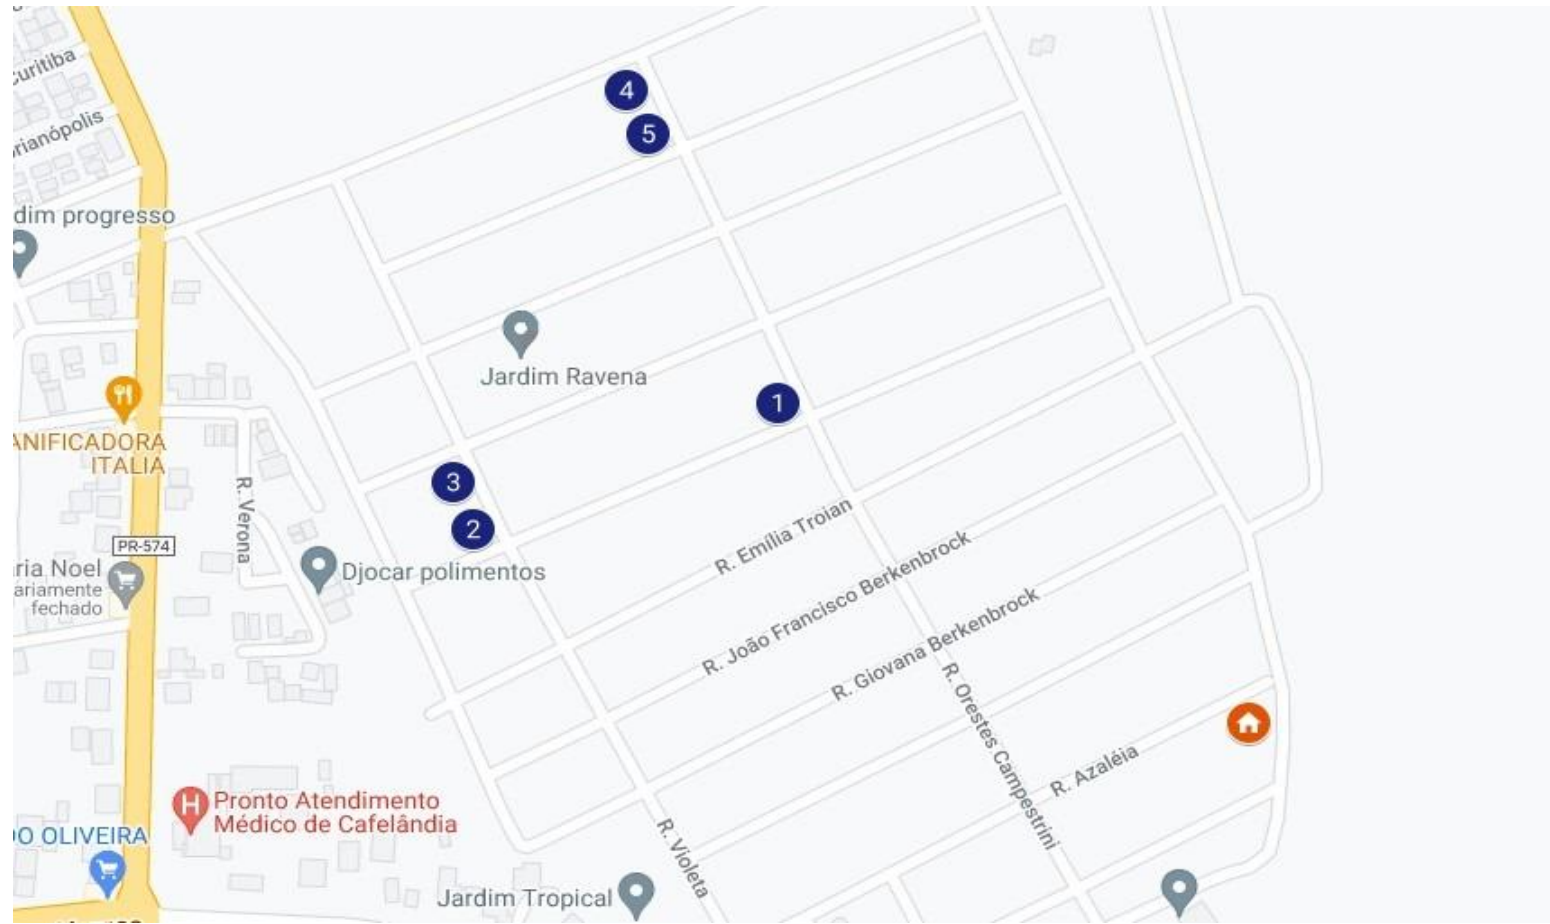 uritiba
rianópolis
4
5
dim progresso
Jardim Ravena
1
ANIFICADORA
ITALIA
3
R. Verona
2
R. Emília Troian
PR-574
R. João Francisco Berkenbrock
ria Noel
ariamente
fechado
Djocar polimentos
R. Giovana Berkenbrock
R. Orestes Campestrini
R. Azaléia
H
Pronto Atendimento
Médico de Cafelândia
DO OLIVEIRA
R. Violeta
Jardim Tropical